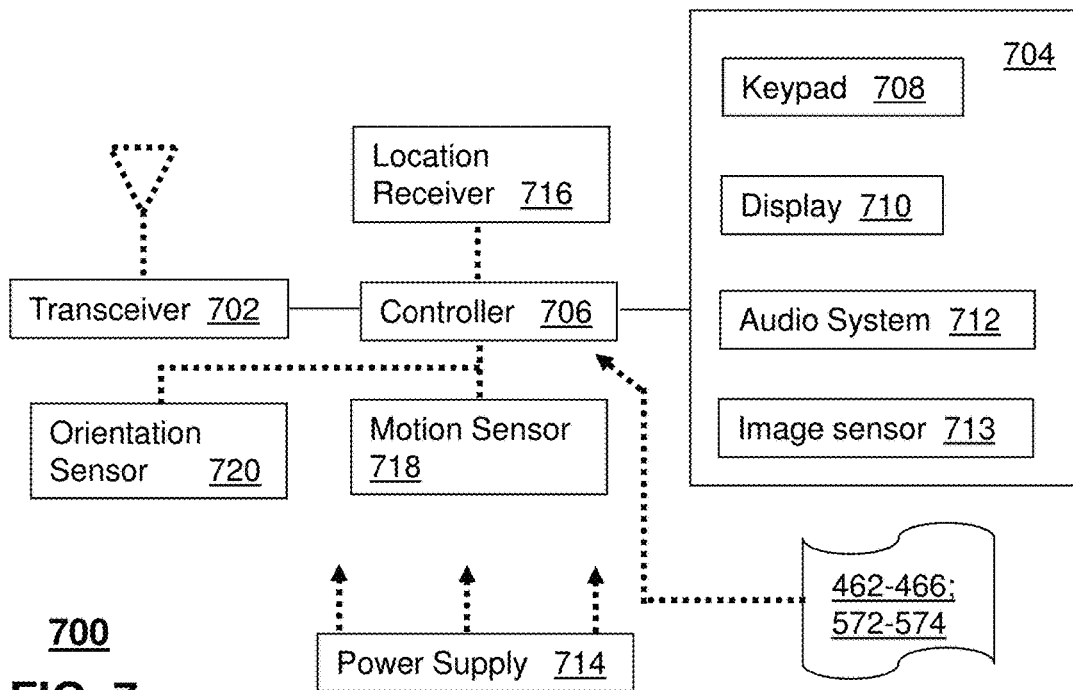 704
Keypad 708
Location
Receiver 716
Display 710
Transceiver 702
Controller 706
Audio System 712
Orientation
Sensor 720
Motion Sensor
718
Image sensor 713
462-466;
572-574
700
Power Supply 714
FIG. 7